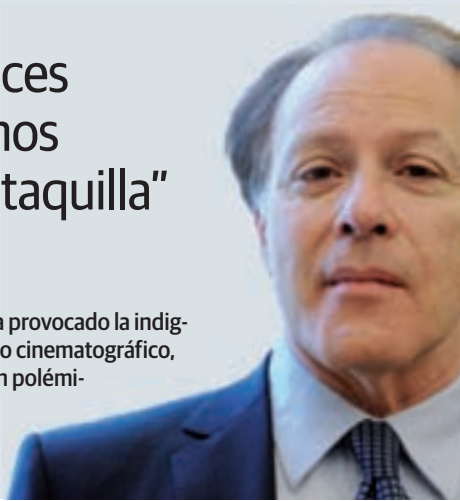 ces
nos
taquilla”
a provocado la indig-
o cinematográfico,
n polémi-